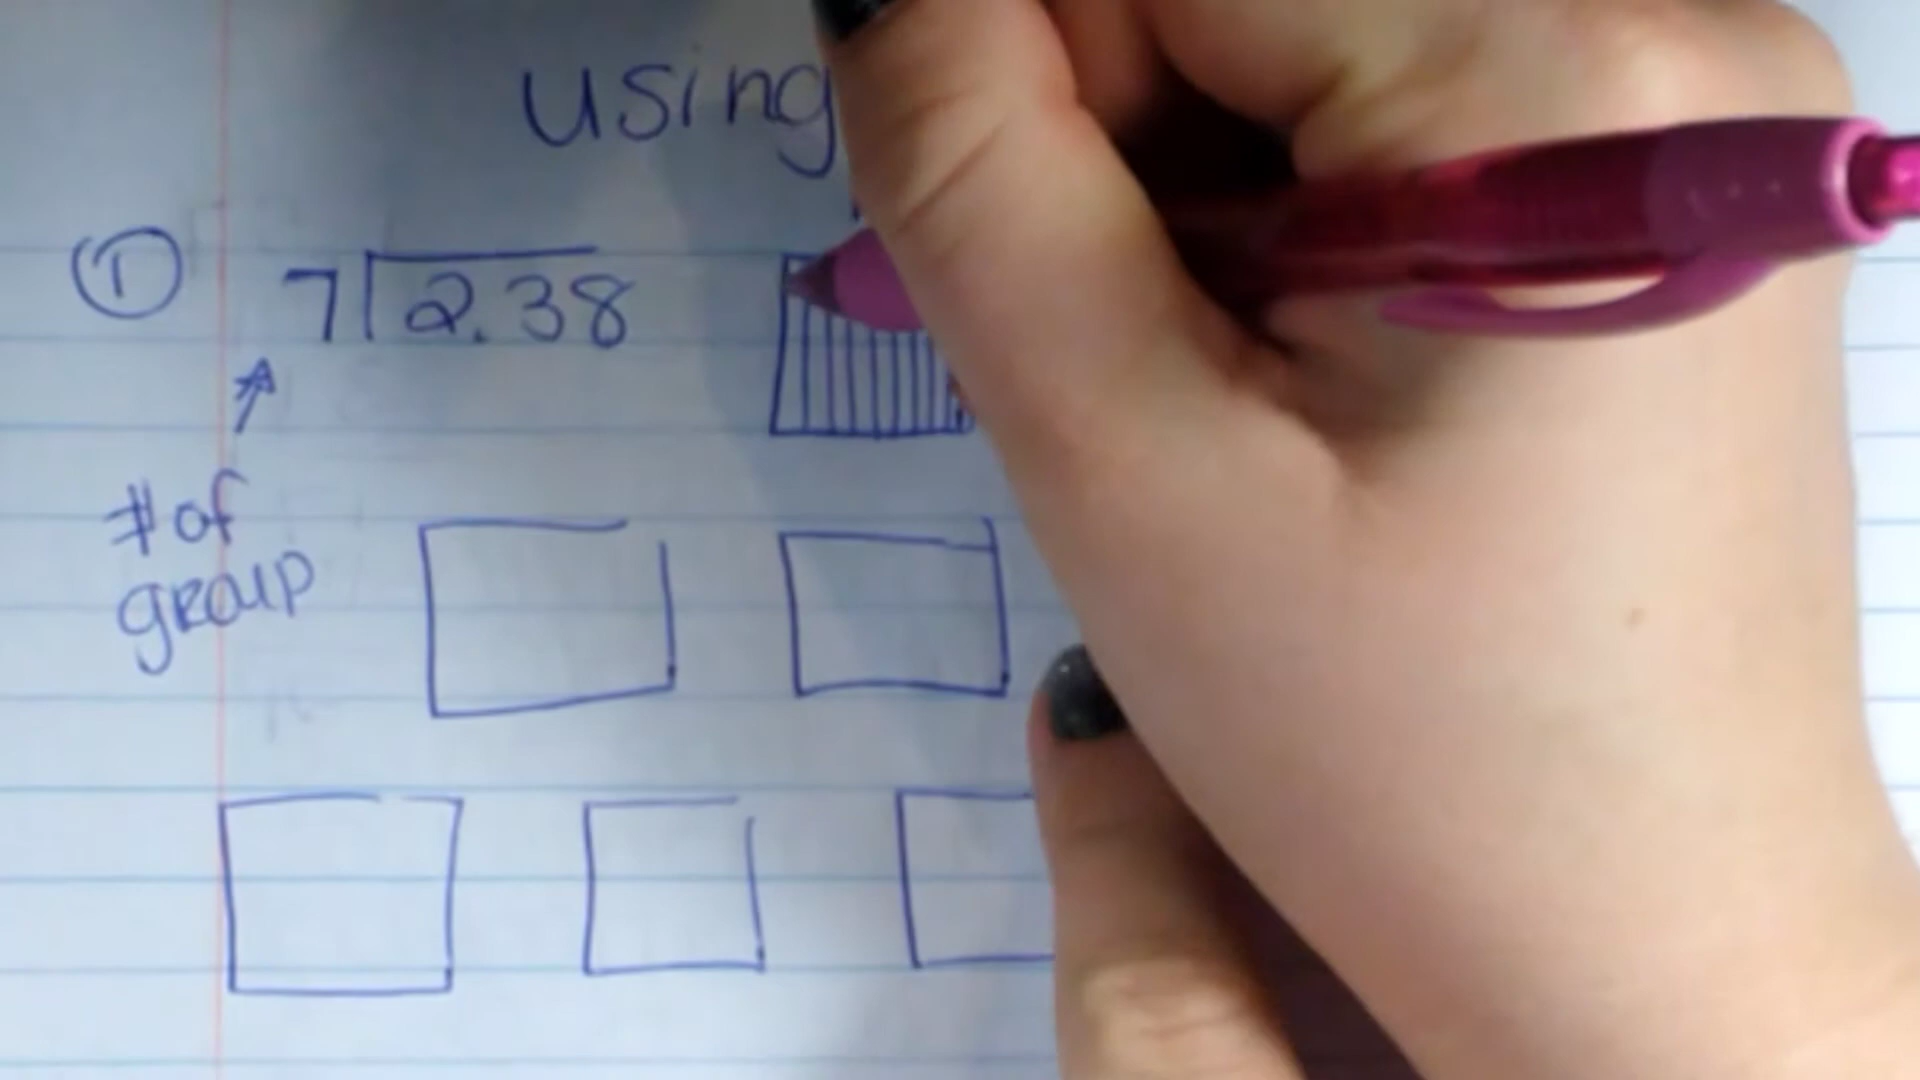 using
① 7 2.38
# of
group